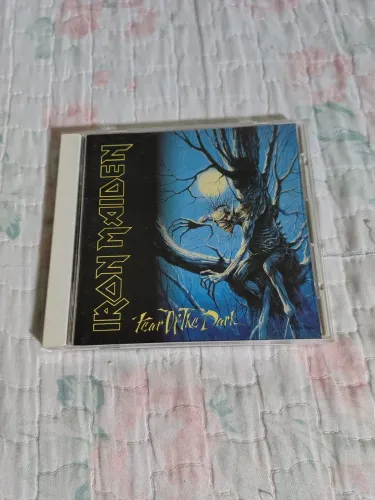 IRON MAIDEN
Fear Of The Dark